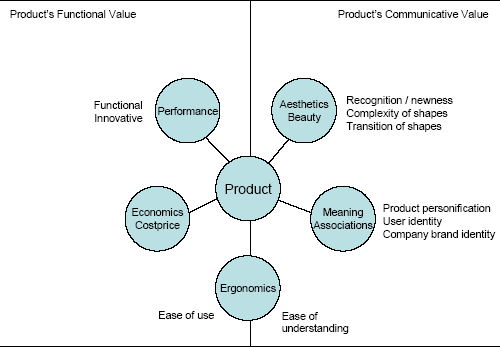 Product's Functional Value
Product's Communicative Value
Functional
Innovative
Performance
Aesthetics
Beauty
Recognition / newness
Complexity of shapes
Transition of shapes
Product
Economics
Costprice
Meaning
Associations
Product personification
User identity
Company brand identity
Ergonomics
Ease of use
Ease of
understanding